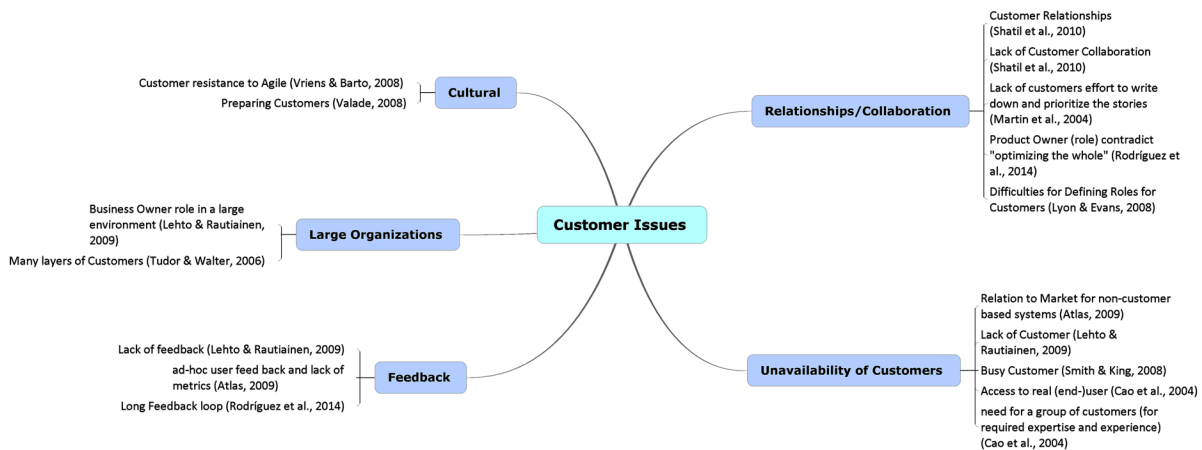 Customer Issues
Cultural
Customer resistance to Agile (Vriens & Barto, 2008)
Preparing Customers (Valade, 2008)
Large Organizations
Business Owner role in a large
environment (Lehto & Rautiainen,
2009)
Many layers of Customers (Tudor & Walter, 2006)
Feedback
Lack of feedback (Lehto & Rautiainen, 2009)
ad-hoc user feed back and lack of
metrics (Atlas, 2009)
Long Feedback loop (Rodríguez et al., 2014)
Relationships/Collaboration
Customer Relationships
(Shatil et al., 2010)
Lack of Customer Collaboration
(Shatil et al., 2010)
Lack of customers effort to write
down and prioritize the stories
(Martin et al., 2004)
Product Owner (role) contradict
"optimizing the whole" (Rodríguez et
al., 2014)
Difficulties for Defining Roles for
Customers (Lyon & Evans, 2008)
Unavailability of Customers
Relation to Market for non-customer
based systems (Atlas, 2009)
Lack of Customer (Lehto &
Rautiainen, 2009)
Busy Customer (Smith & King, 2008)
Access to real (end-)user (Cao et al., 2004)
need for a group of customers (for
required expertise and experience)
(Cao et al., 2004)